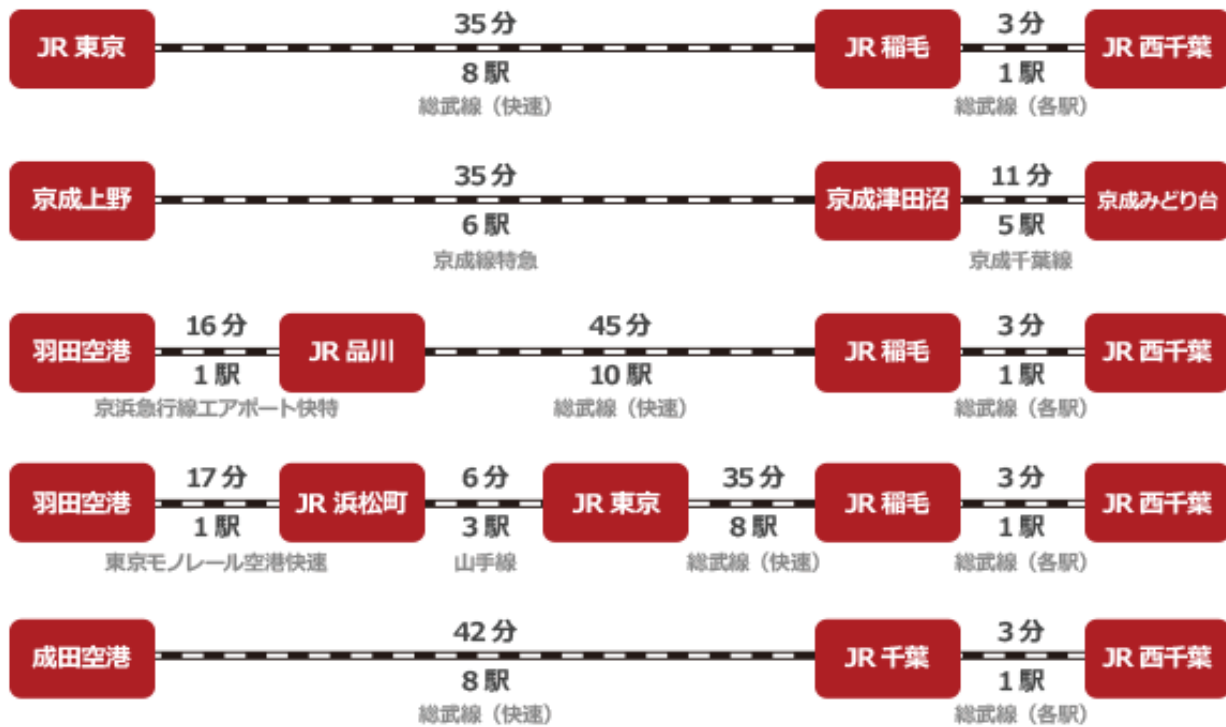 35分
JR 東京 JR 稲毛 3分 JR 西千葉
8駅 1駅
総武線（快速） 総武線（各駅）
35分 11分
京成上野 京成津田沼 京成みどり台
6駅 5駅
京成線特急 京成千葉線
16分 45分 3分
羽田空港 JR 品川 JR 稲毛 JR 西千葉
1駅 10駅 1駅
京浜急行線エアポート快特 総武線（快速） 総武線（各駅）
17分 6分 35分 3分
羽田空港 JR 浜松町 JR 東京 JR 稲毛 JR 西千葉
1駅 3駅 8駅 1駅
東京モノレール空港快速 山手線 総武線（快速） 総武線（各駅）
42分 3分
成田空港 JR 千葉 JR 西千葉
8駅 1駅
総武線（快速） 総武線（各駅）